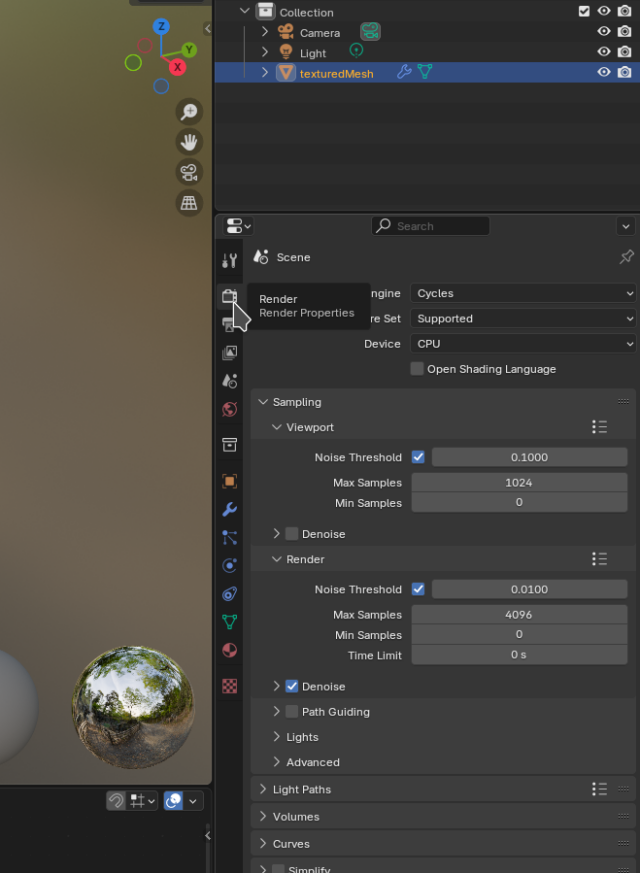 Collection
Camera
Light
texturedMesh
Z
Y
X
Search
Scene
Render
Render Properties
ngine
Cycles
re Set
Supported
Device
CPU
Open Shading Language
Sampling
Viewport
Noise Threshold
0.1000
Max Samples
1024
Min Samples
0
Denoise
Render
Noise Threshold
0.0100
Max Samples
4096
Min Samples
0
Time Limit
0 s
Denoise
Path Guiding
Lights
Advanced
Light Paths
Volumes
Curves
Simplify